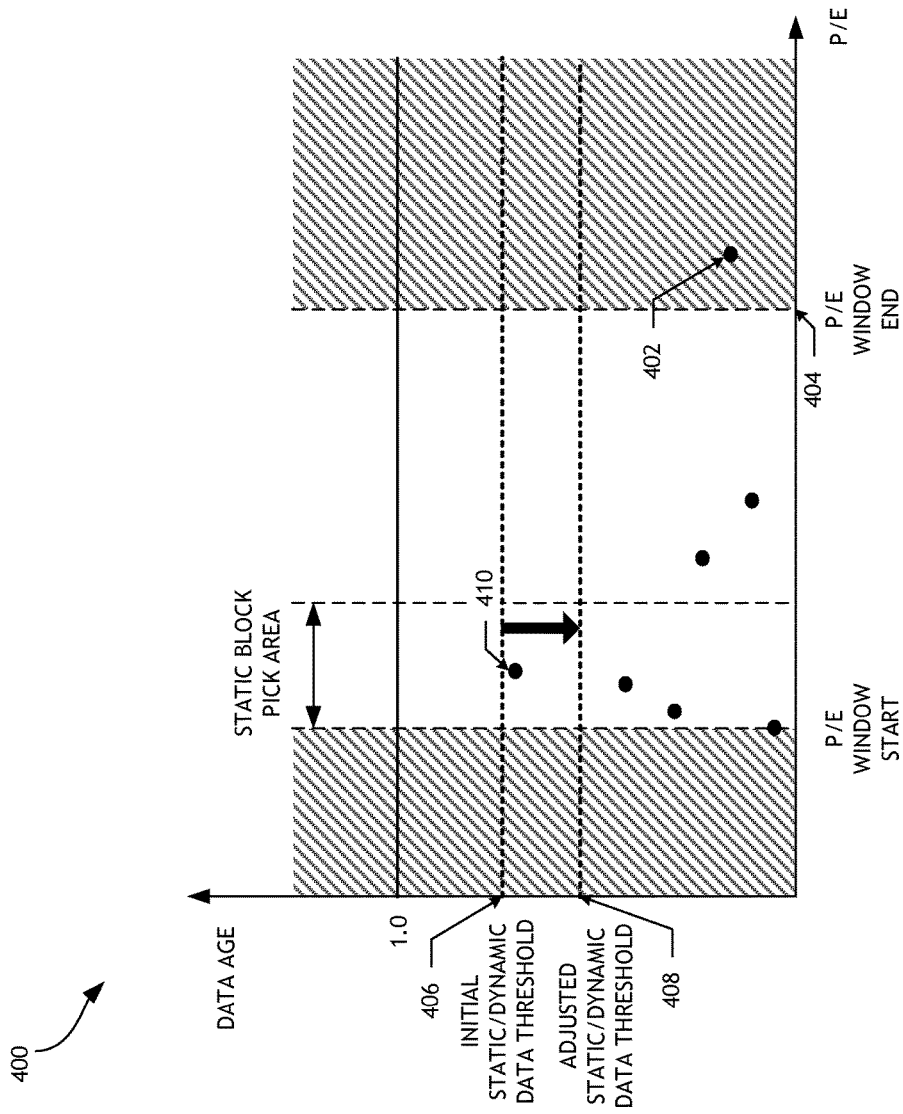 400
DATA AGE
1.0
406
INITIAL
STATIC/DYNAMIC
DATA THRESHOLD
ADJUSTED
STATIC/DYNAMIC
DATA THRESHOLD
408
STATIC BLOCK
PICK AREA
410
402
404
P/E
WINDOW
START
P/E
WINDOW
END
P/E